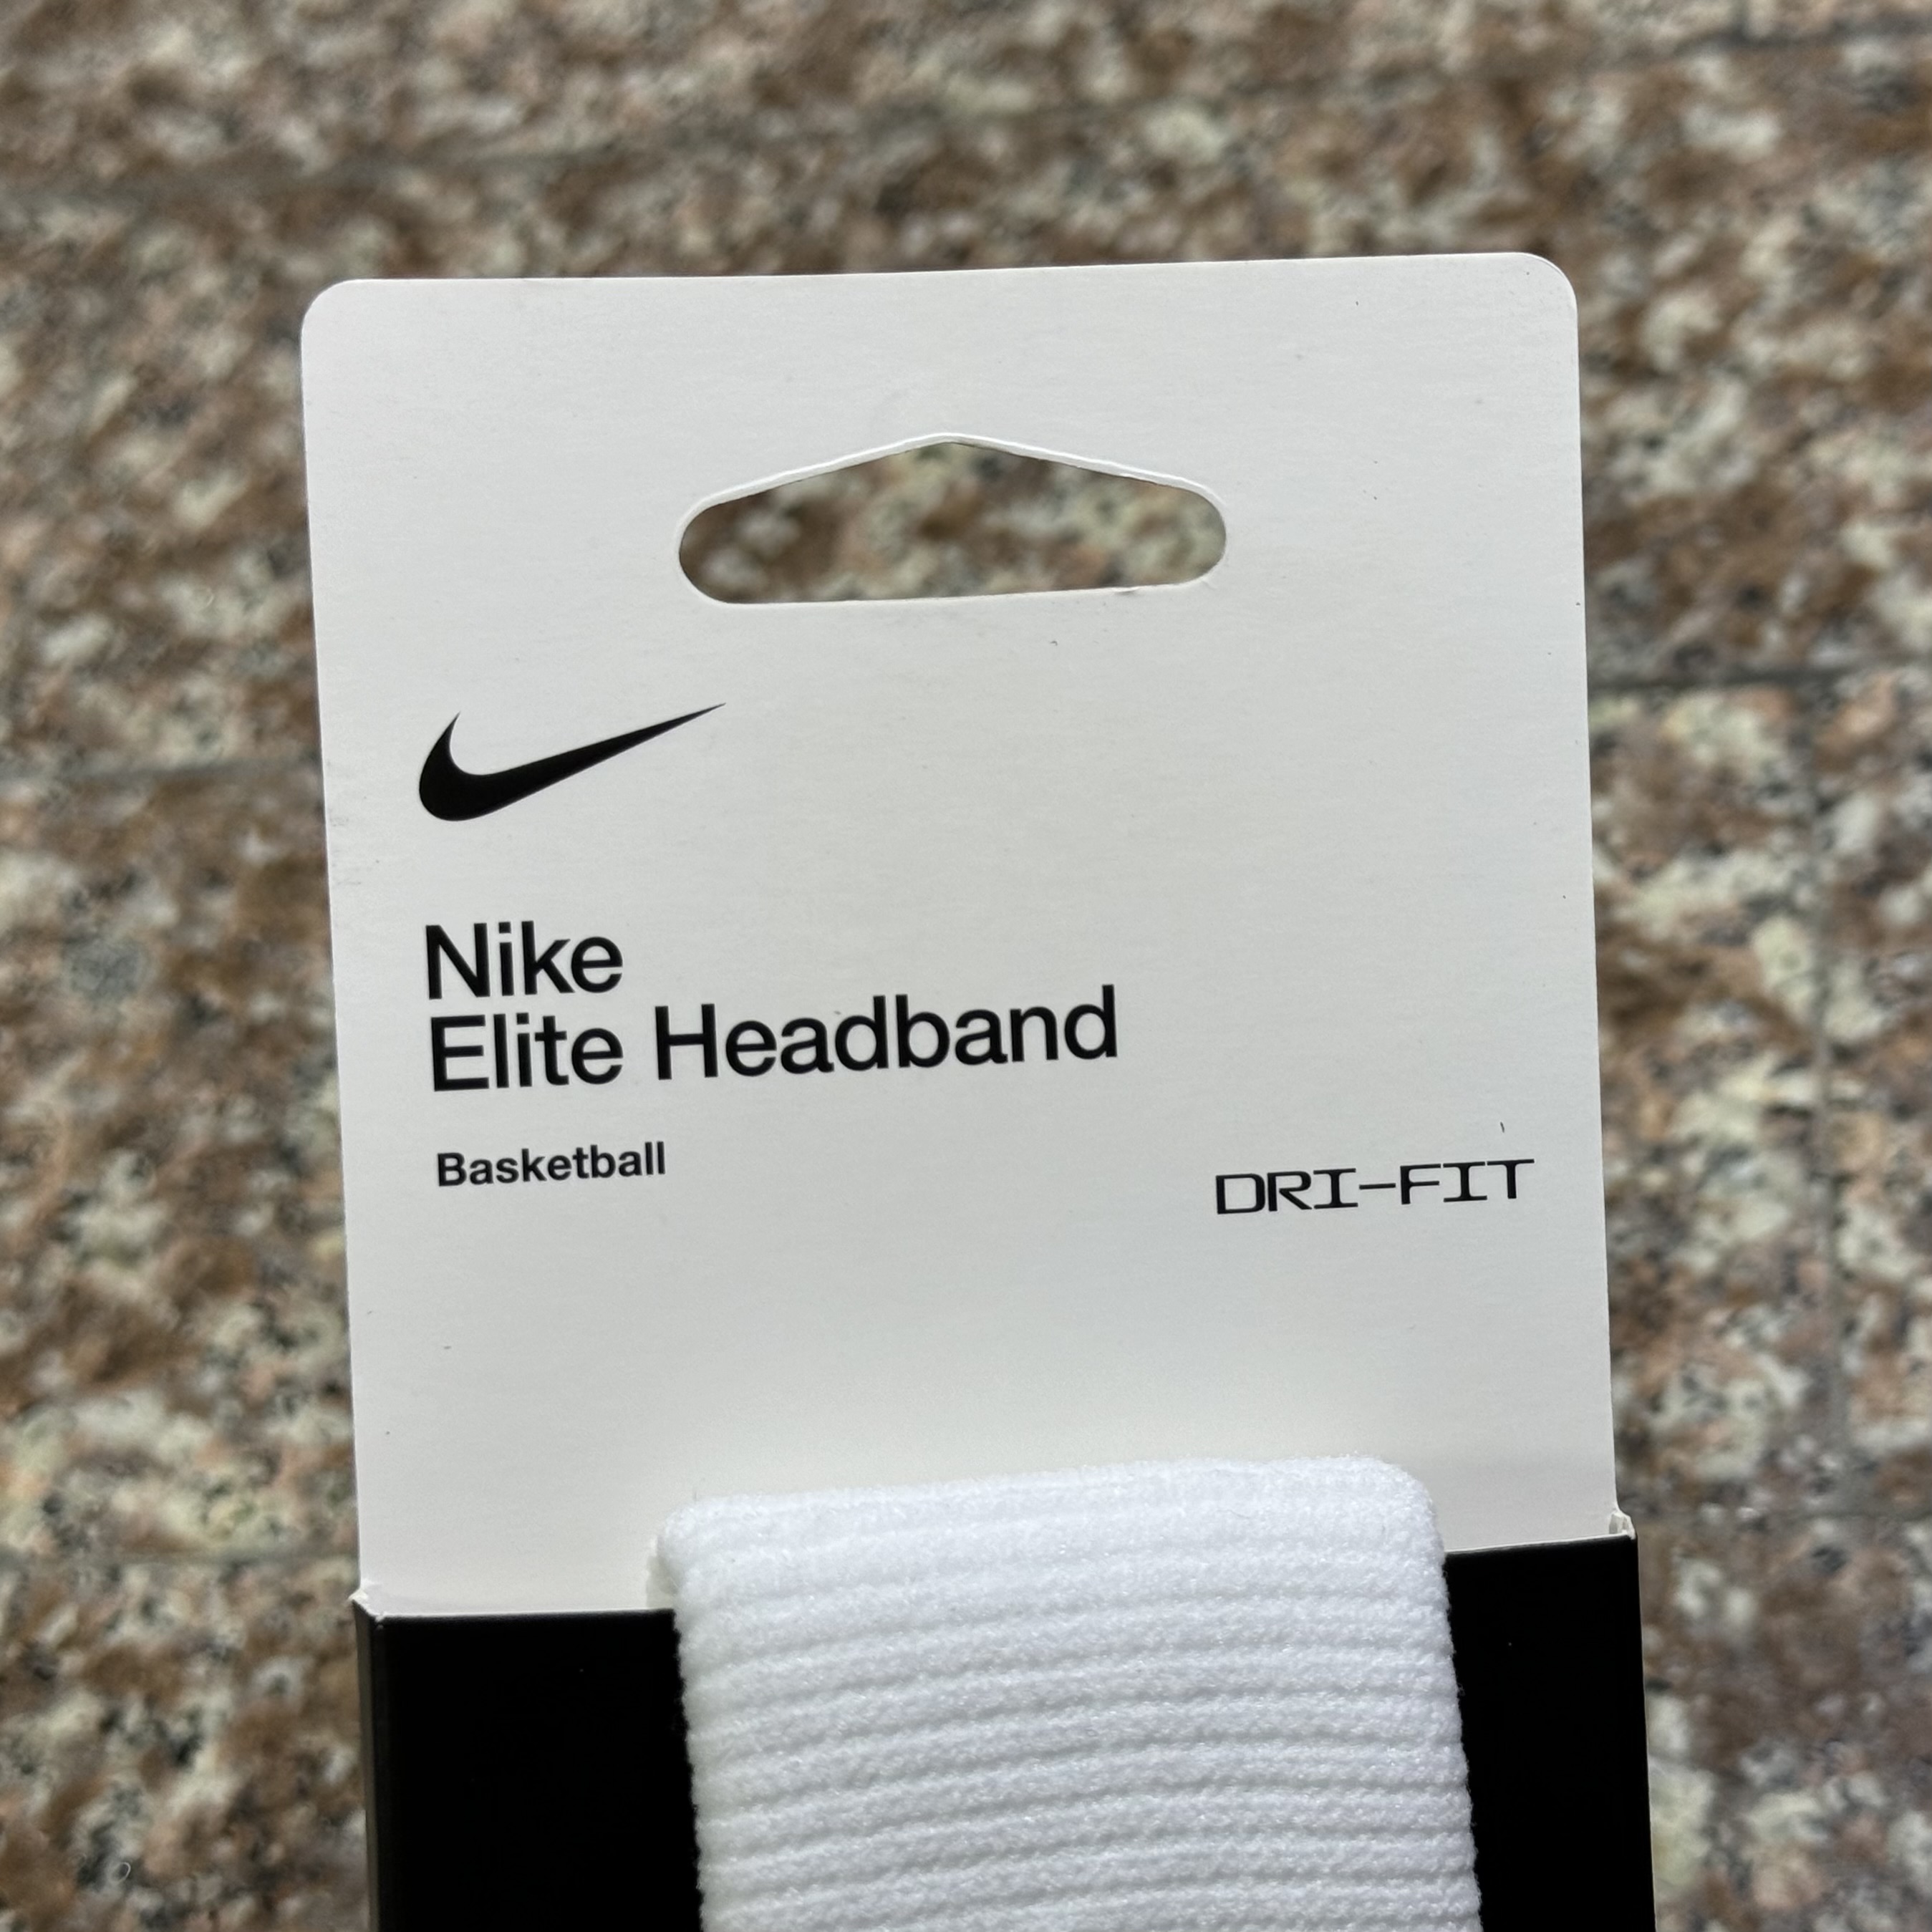 Nike
Elite Headband
Basketball
DRI-FIT